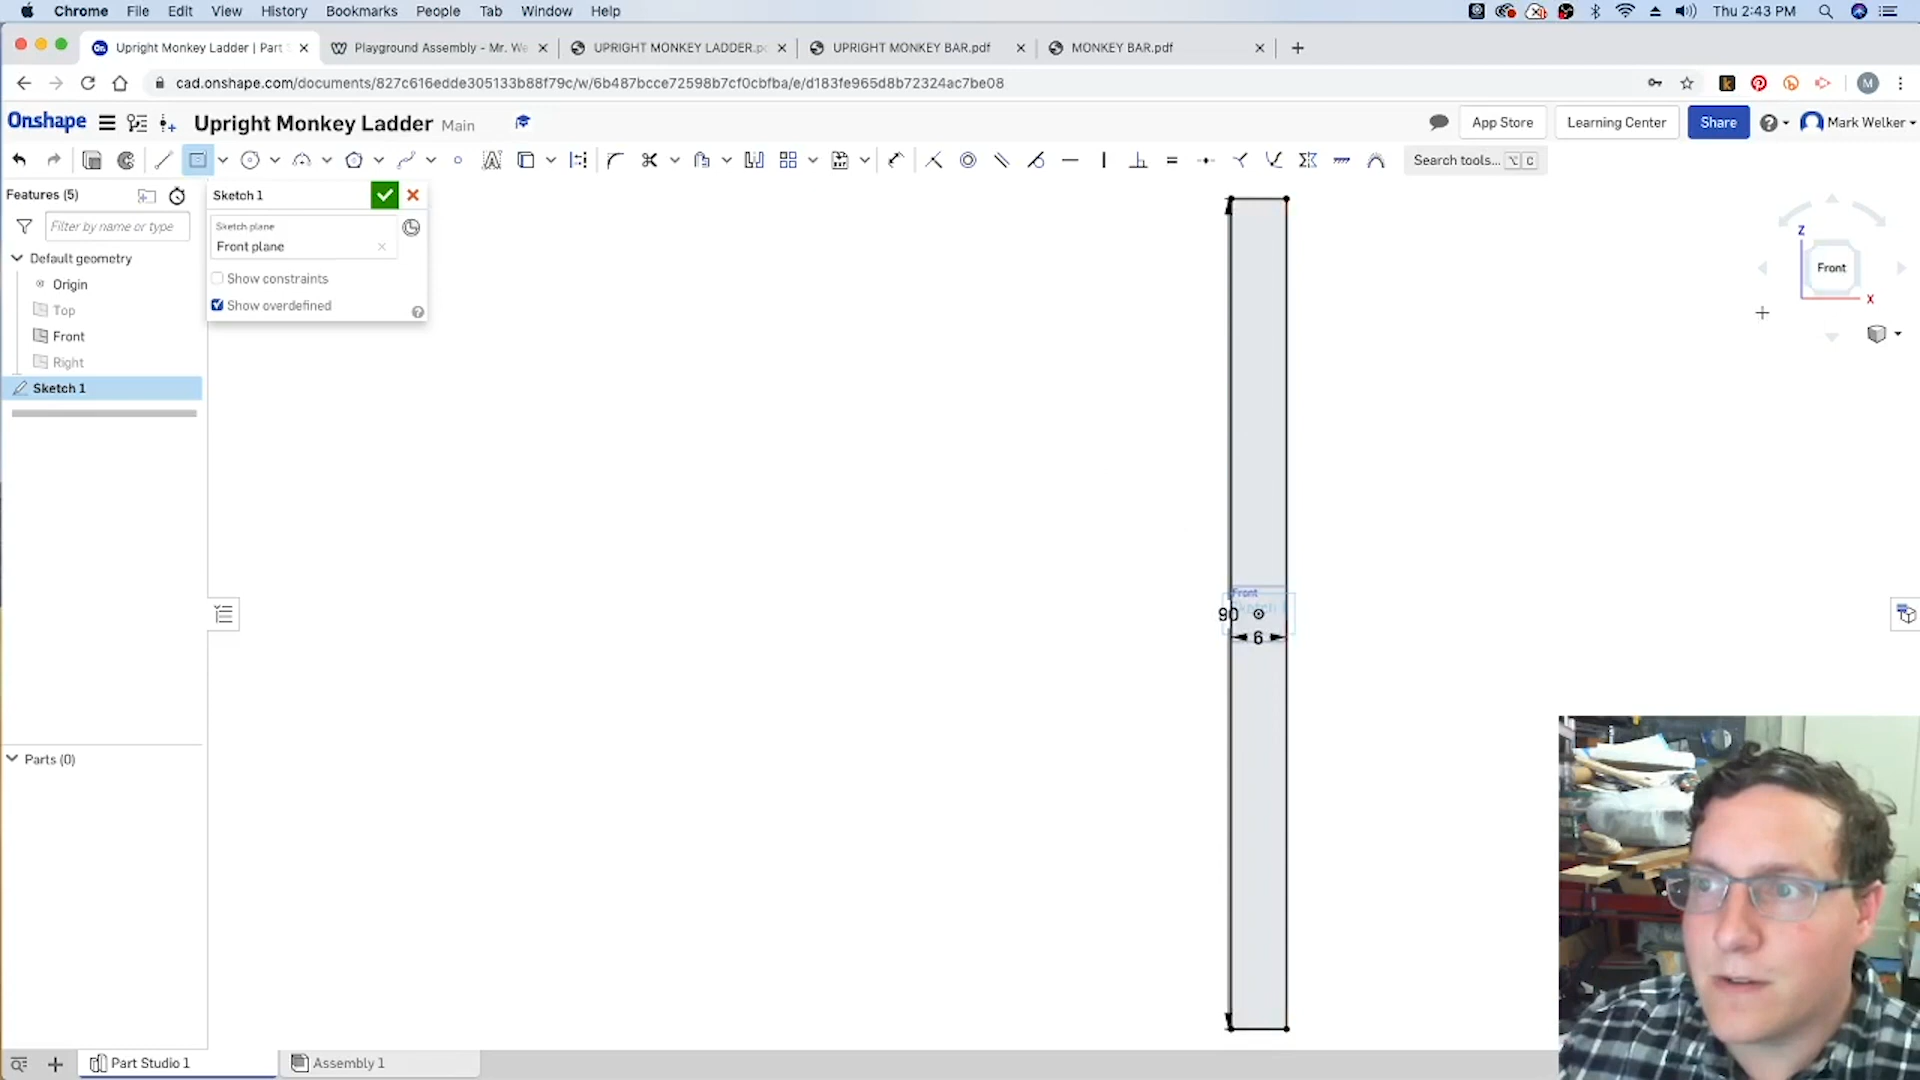 Chrome File Edit View History Bookmarks People Tab Window Help Thu 2:43 PM
Upright Monkey Ladder | Part
Playground Assembly - Mr. We
UPRIGHT MONKEY LADDER.p
UPRIGHT MONKEY BAR.pdf
MONKEY BAR.pdf
cad.onshape.com/documents/827c616edde305133b88f79c/w/6b487bcce72598b7cf0cbfba/e/d183fe965d8b72324ac7be08
M
Onshape Upright Monkey Ladder Main
App Store Learning Center Share Mark Welker
Search tools... C
Features (5)
Filter by name or type
Default geometry
Origin
Top
Front
Right
Sketch 1
Sketch 1
Sketch plane
Front plane
Show constraints
Show overdefined
Z
Front
X
Front
90
6
Parts (0)
Part Studio 1
Assembly 1